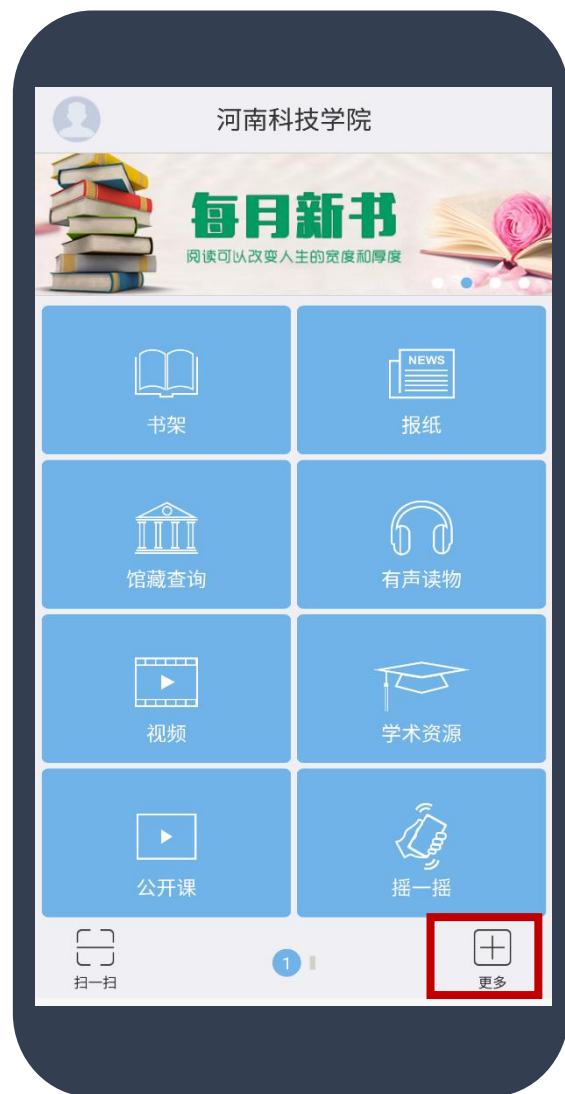 河南科技学院
每月新书
阅读可以改变人生的宽度和厚度
NEWS
书架
报纸
馆藏查询
有声读物
视频
学术资源
公开课
摇一摇
扫一扫
1
更多